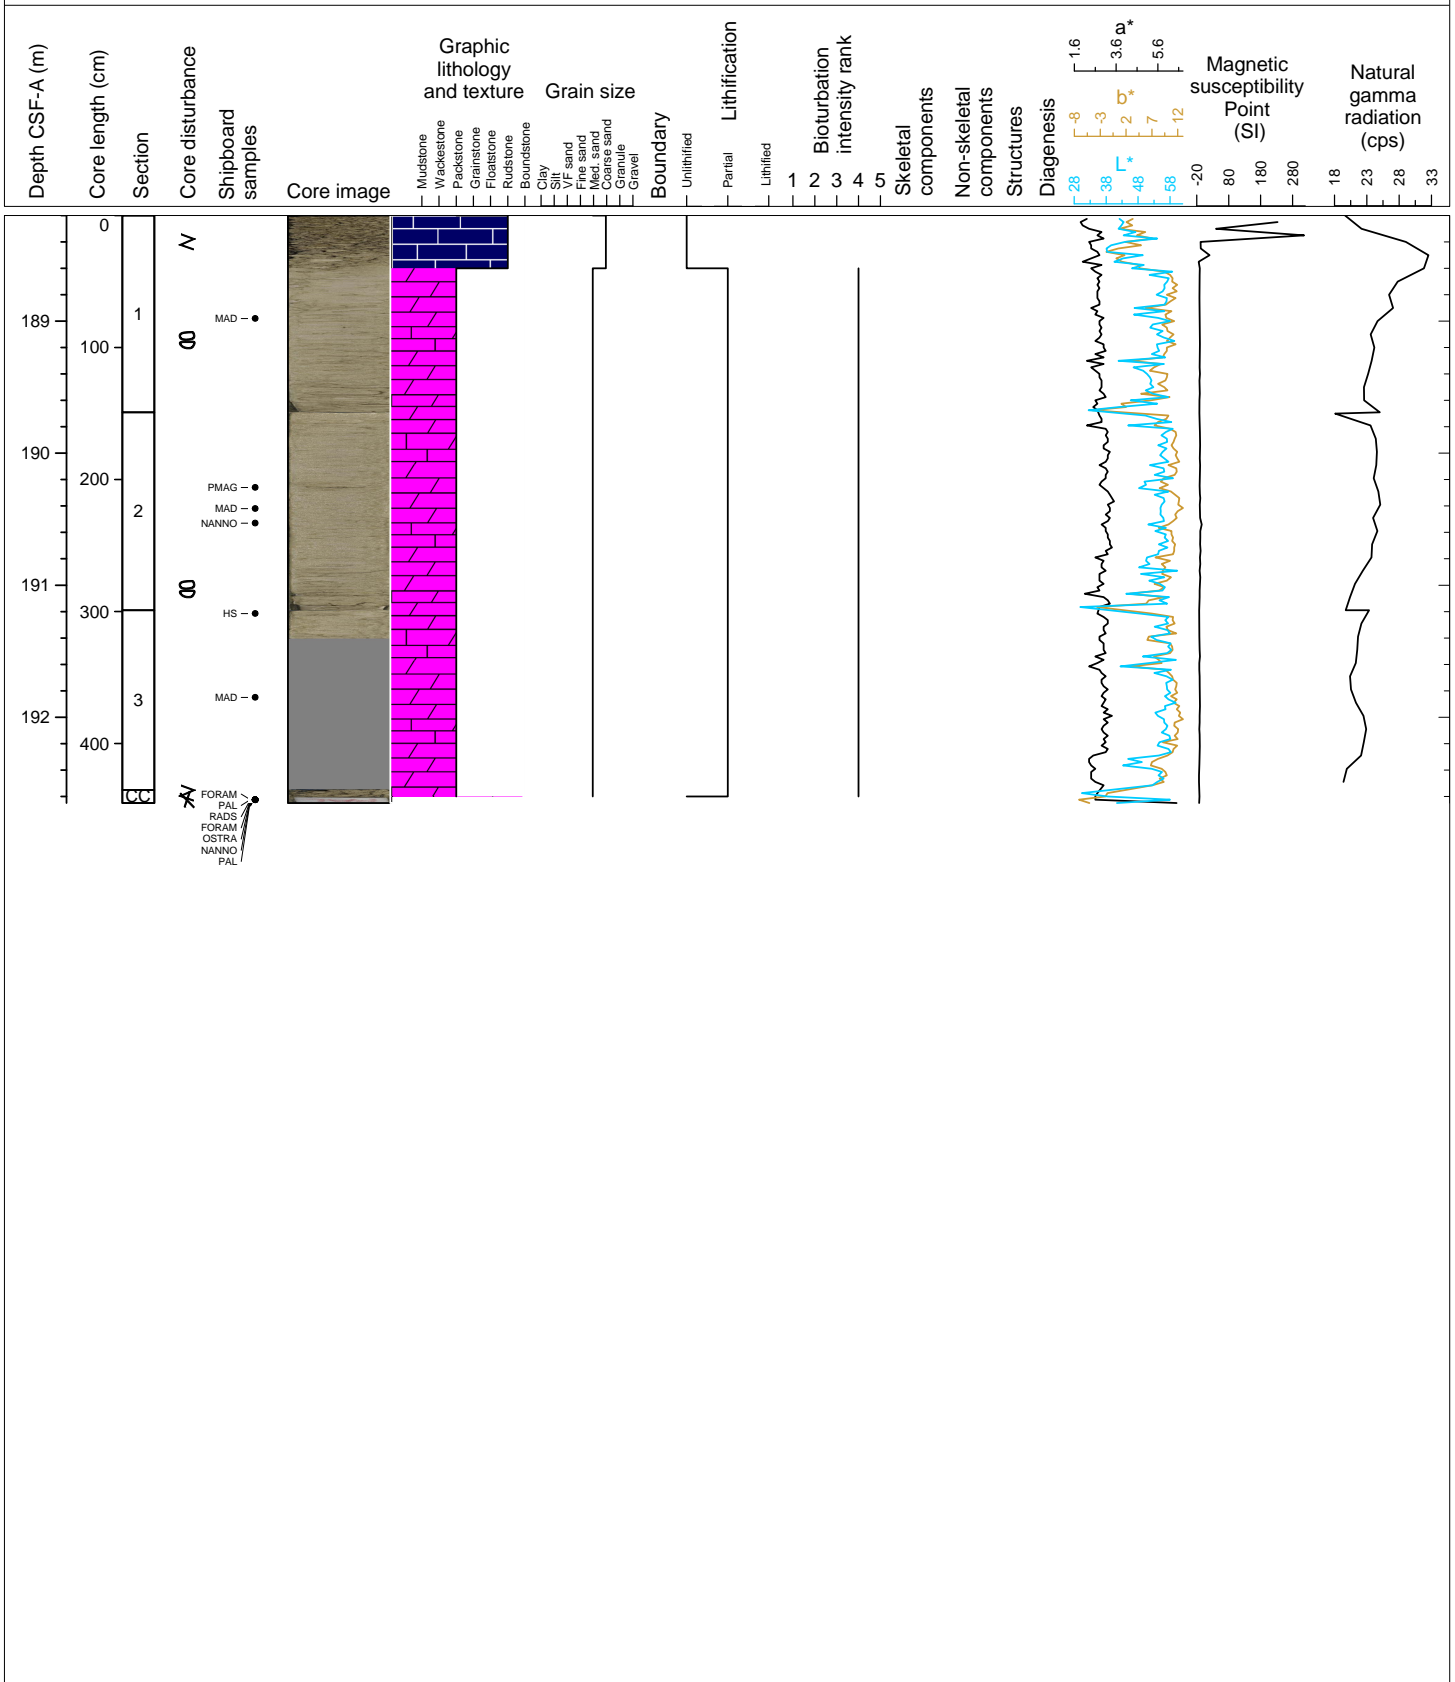 Depth CSF-A (m)
Core length (cm)
Section
Core disturbance
Shipboard
samples
Core image
Graphic
lithology
and texture
Mudstone
Wackestone
Packstone
Grainstone
Floatstone
Rudstone
Boundstone
Grain size
Clay
Silt
VF sand
Fine sand
Med. sand
Coarse sand
Granule
Gravel
Boundary
Lithification
Unlithified
Partial
Lithified
Bioturbation
intensity rank
1 2 3 4 5
Skeletal
components
Non-skeletal
components
Structures
Diagenesis
a*
1.6 3.6 5.6
b*
-8 -3 2 7 12
L*
28 38 48 58
Magnetic
susceptibility
Point
(SI)
-20 80 180 280
Natural
gamma
radiation
(cps)
18 23 28 33
189
190
191
192
0
100
200
300
400
1
2
3
CC
MAD
PMAG
MAD
NANNO
HS
MAD
FORAM
PAL
RADS
FORAM
OSTRA
NANNO
PAL